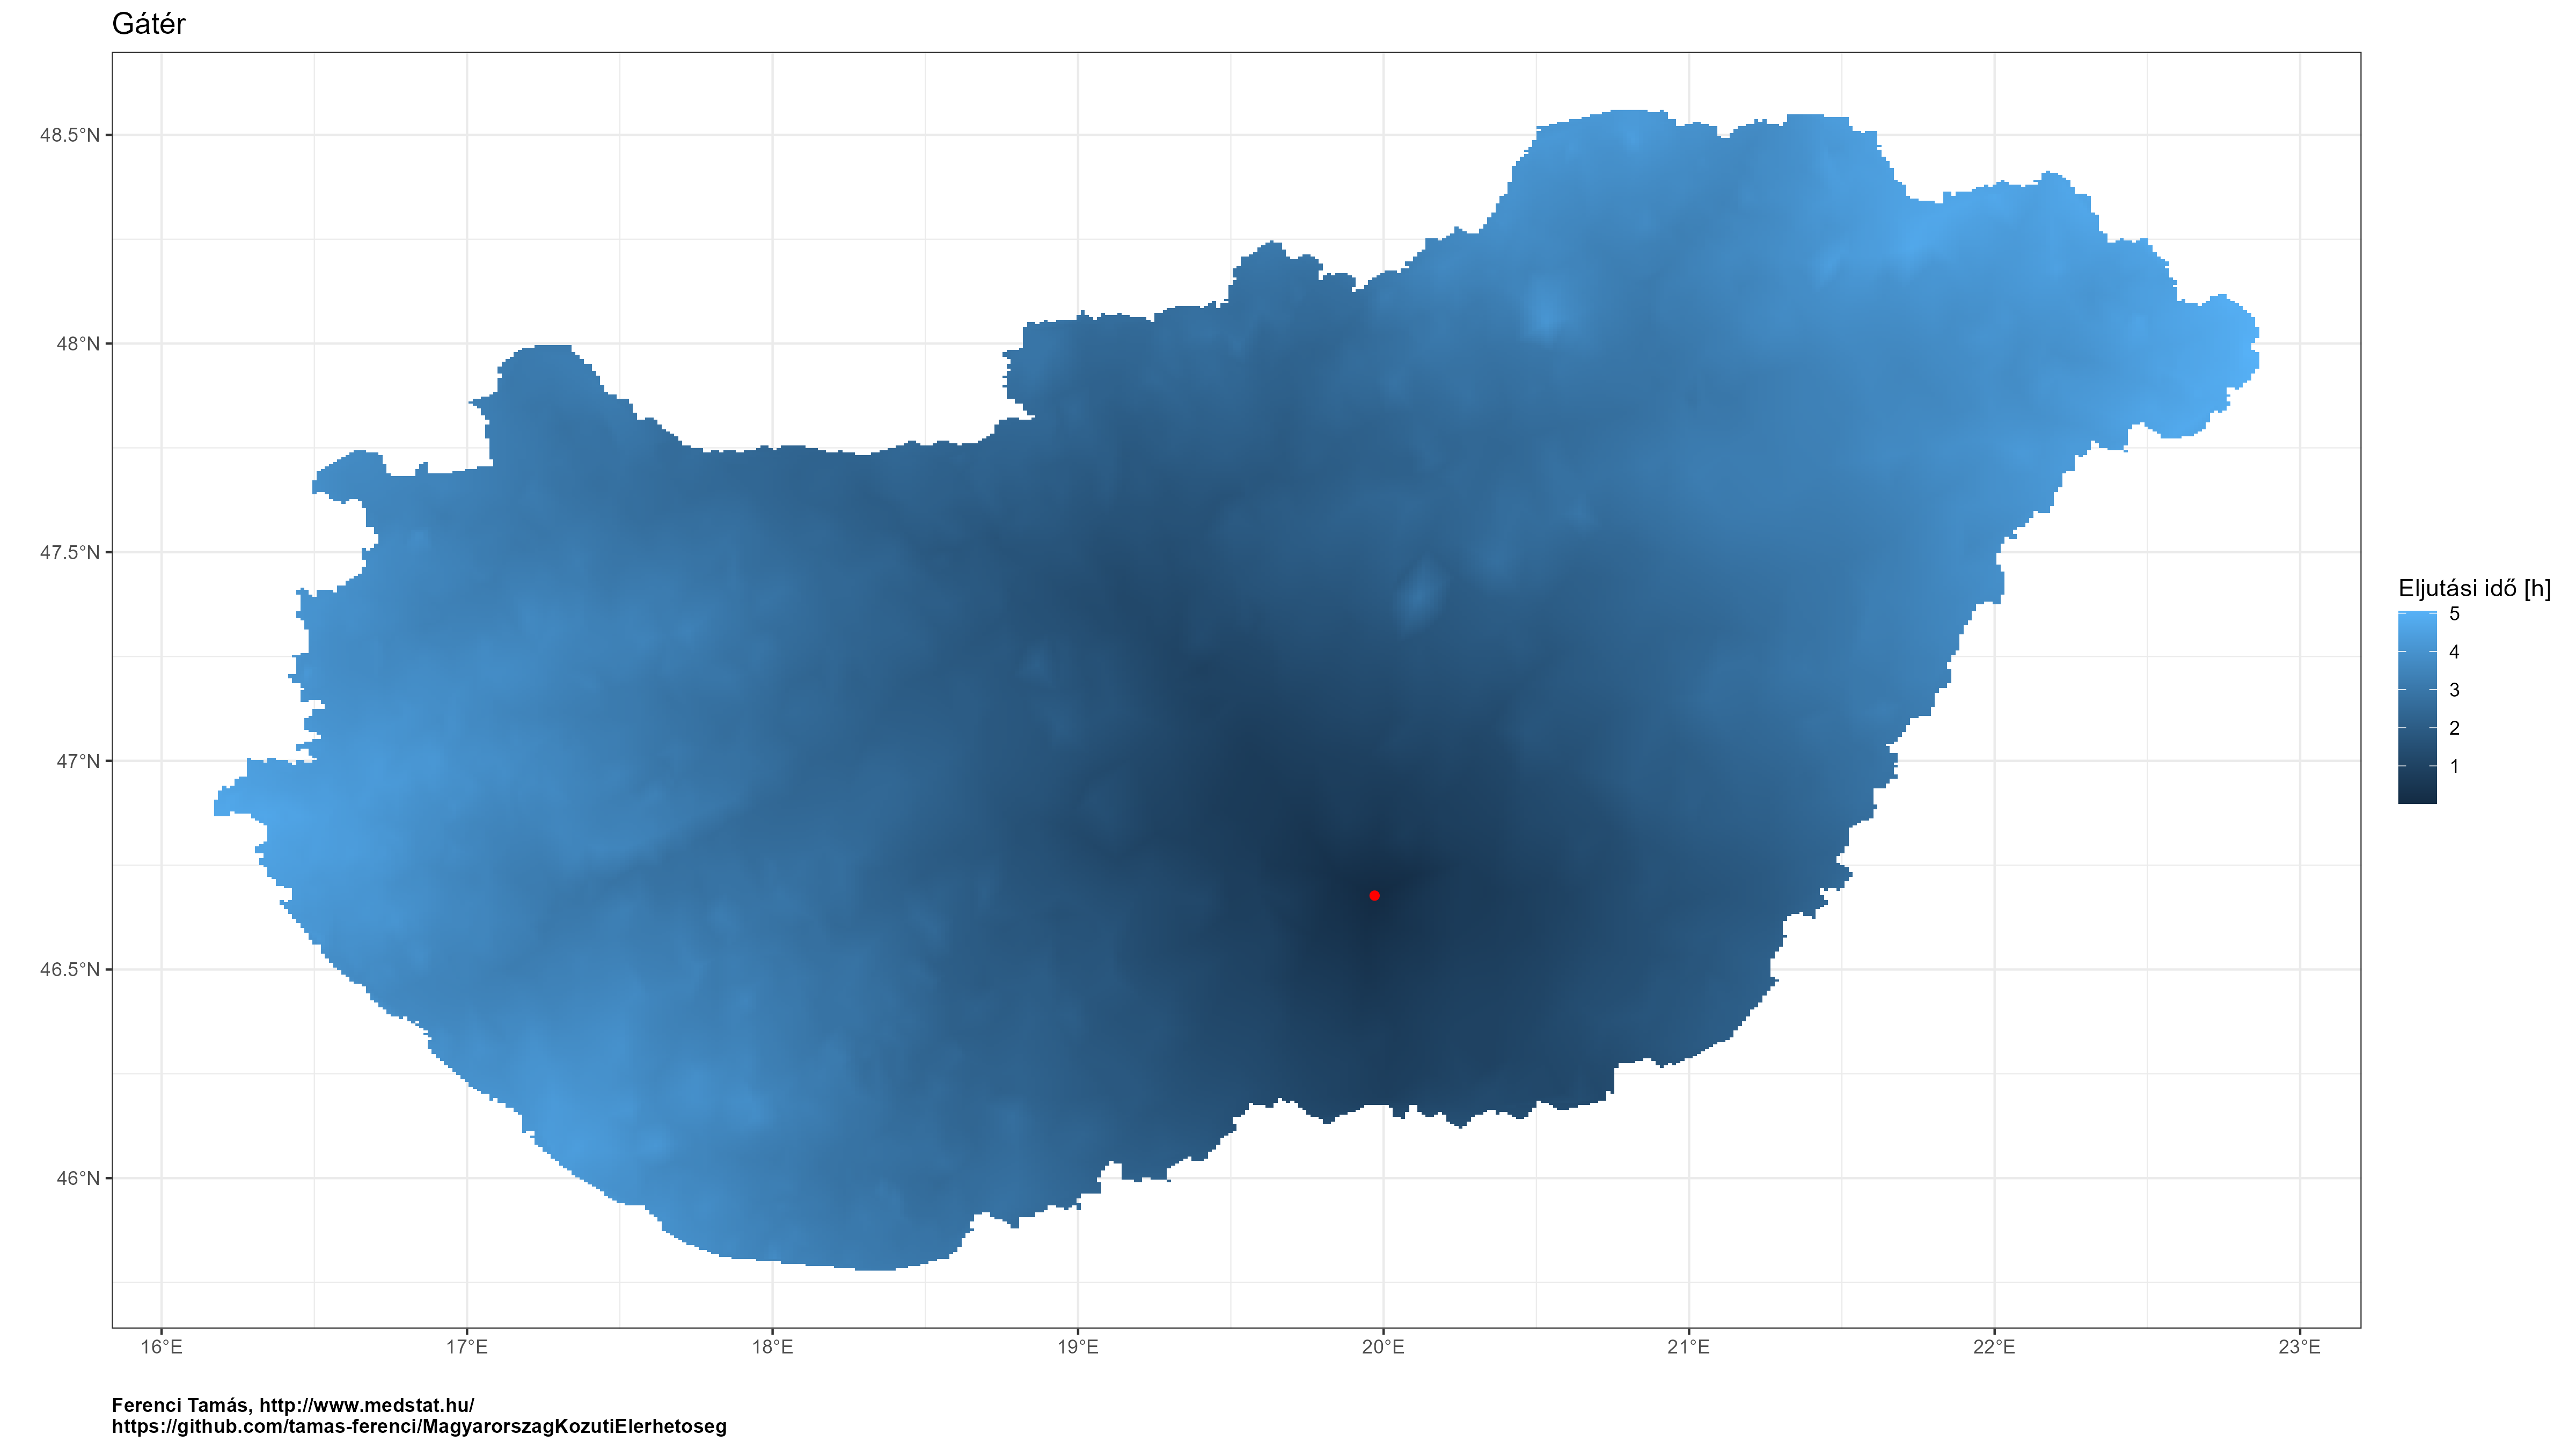 Gátér
48.5°N
48°N
47.5°N
47°N
46.5°N
46°N
16°E
17°E
18°E
19°E
20°E
21°E
22°E
23°E
Eljutási idő [h]
5
4
3
2
1
Ferenci Tamás, http://www.medstat.hu/
https://github.com/tamas-ferenci/MagyarorszagKozutiElerhetoseg